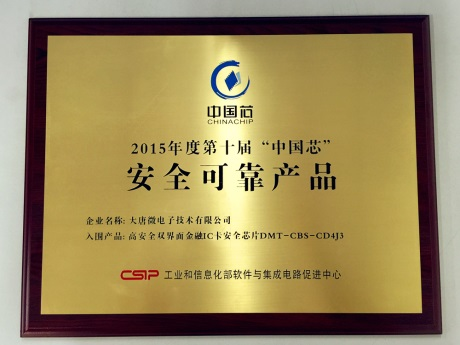 中国芯
CHINACHIP
2015年度第十届“中国芯”
安全可靠产品
企业名称: 大唐微电子技术有限公司
入围产品: 高安全双界面金融IC卡安全芯片DMT-CBS-CD4J3
CSIP 工业和信息化部软件与集成电路促进中心